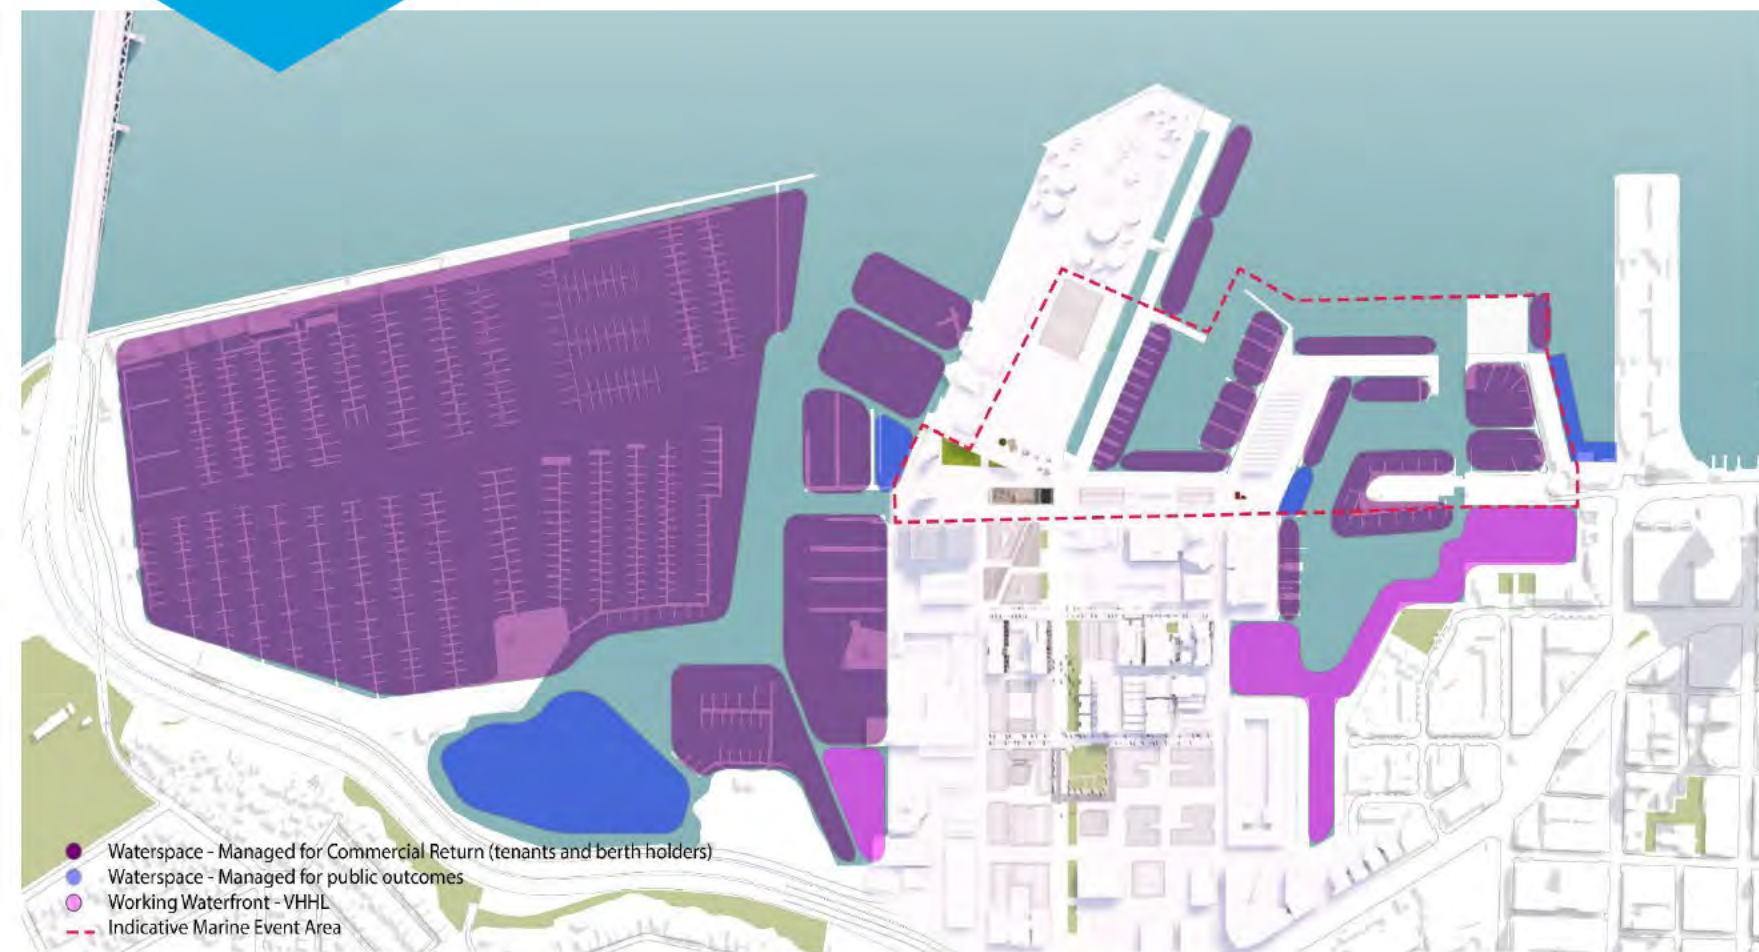 Waterspace - Managed for Commercial Return (tenants and berth holders)
Waterspace - Managed for public outcomes
Working Waterfront - VHHL
Indicative Marine Event Area